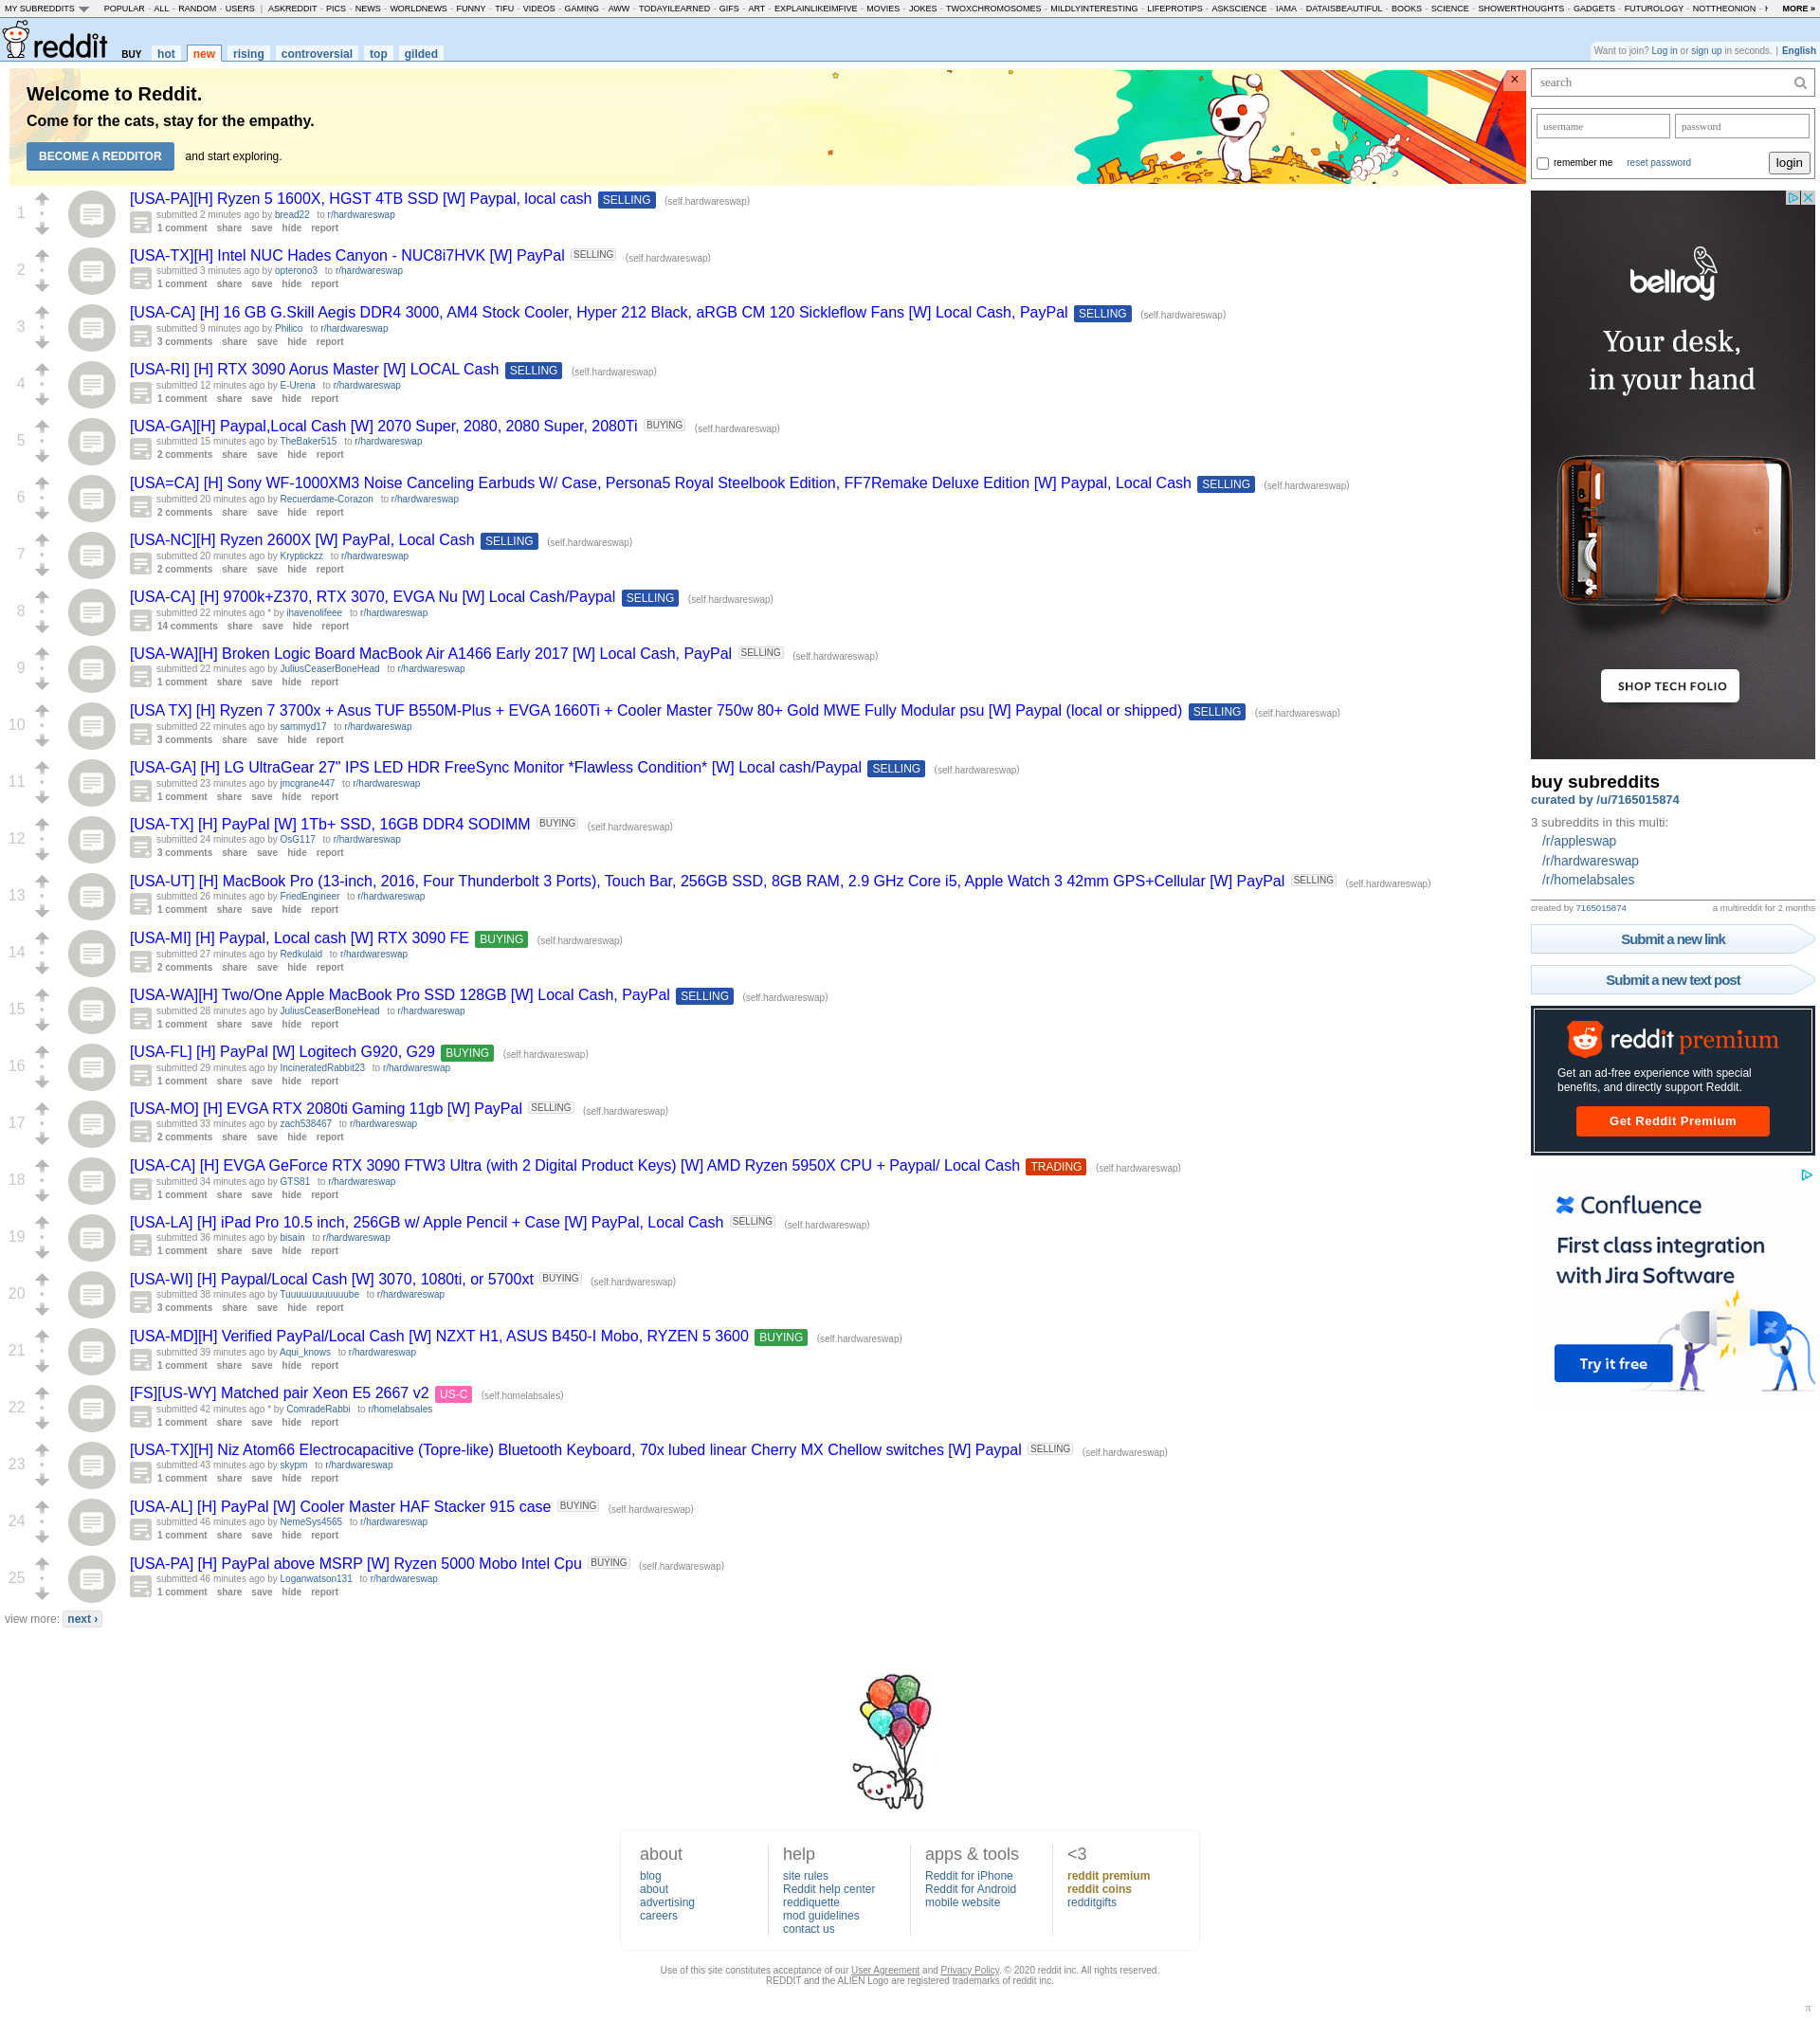 MY SUBREDDITS POPULAR - ALL - RANDOM - USERS | ASKREDDIT - PICS - NEWS - WORLDNEWS - FUNNY - TIFU - VIDEOS - GAMING - AWW - TODAYILEARNED - GIFS - ART - EXPLAINLIKEIMFIVE - MOVIES - JOKES - TWOXCHROMOSOMES - MILDLYINTERESTING - LIFEPROTIPS - ASKSCIENCE - IAMA - DATAISBEAUTIFUL - BOOKS - SCIENCE - SHOWERTHOUGHTS - GADGETS - FUTUROLOGY - NOTTHEONION - MORE »
reddit BUY hot new rising controversial top gilded
Want to join? Log in or sign up in seconds. | English
Welcome to Reddit.
Come for the cats, stay for the empathy.
BECOME A REDDITOR and start exploring.
×
1
[USA-PA][H] Ryzen 5 1600X, HGST 4TB SSD [W] Paypal, local cash SELLING (self.hardwareswap)
submitted 2 minutes ago by bread22 to r/hardwareswap
1 comment share save hide report
2
[USA-TX][H] Intel NUC Hades Canyon - NUC8i7HVK [W] PayPal SELLING (self.hardwareswap)
submitted 3 minutes ago by opterono3 to r/hardwareswap
1 comment share save hide report
3
[USA-CA] [H] 16 GB G.Skill Aegis DDR4 3000, AM4 Stock Cooler, Hyper 212 Black, aRGB CM 120 Sickleflow Fans [W] Local Cash, PayPal SELLING (self.hardwareswap)
submitted 9 minutes ago by Philico to r/hardwareswap
3 comments share save hide report
4
[USA-RI] [H] RTX 3090 Aorus Master [W] LOCAL Cash SELLING (self.hardwareswap)
submitted 12 minutes ago by E-Urena to r/hardwareswap
1 comment share save hide report
5
[USA-GA][H] Paypal,Local Cash [W] 2070 Super, 2080, 2080 Super, 2080Ti BUYING (self.hardwareswap)
submitted 15 minutes ago by TheBaker515 to r/hardwareswap
2 comments share save hide report
6
[USA=CA] [H] Sony WF-1000XM3 Noise Canceling Earbuds W/ Case, Persona5 Royal Steelbook Edition, FF7Remake Deluxe Edition [W] Paypal, Local Cash SELLING (self.hardwareswap)
submitted 20 minutes ago by Recuerdame-Corazon to r/hardwareswap
2 comments share save hide report
7
[USA-NC][H] Ryzen 2600X [W] PayPal, Local Cash SELLING (self.hardwareswap)
submitted 20 minutes ago by Kryptickzz to r/hardwareswap
2 comments share save hide report
8
[USA-CA] [H] 9700k+Z370, RTX 3070, EVGA Nu [W] Local Cash/Paypal SELLING (self.hardwareswap)
submitted 22 minutes ago * by ihavenolifeee to r/hardwareswap
14 comments share save hide report
9
[USA-WA][H] Broken Logic Board MacBook Air A1466 Early 2017 [W] Local Cash, PayPal SELLING (self.hardwareswap)
submitted 22 minutes ago by JuliusCeaserBoneHead to r/hardwareswap
1 comment share save hide report
10
[USA TX] [H] Ryzen 7 3700x + Asus TUF B550M-Plus + EVGA 1660Ti + Cooler Master 750w 80+ Gold MWE Fully Modular psu [W] Paypal (local or shipped) SELLING (self.hardwareswap)
submitted 22 minutes ago by sammyd17 to r/hardwareswap
3 comments share save hide report
11
[USA-GA] [H] LG UltraGear 27" IPS LED HDR FreeSync Monitor *Flawless Condition* [W] Local cash/Paypal SELLING (self.hardwareswap)
submitted 23 minutes ago by jmcgrane447 to r/hardwareswap
1 comment share save hide report
12
[USA-TX] [H] PayPal [W] 1Tb+ SSD, 16GB DDR4 SODIMM BUYING (self.hardwareswap)
submitted 24 minutes ago by OsG117 to r/hardwareswap
3 comments share save hide report
13
[USA-UT] [H] MacBook Pro (13-inch, 2016, Four Thunderbolt 3 Ports), Touch Bar, 256GB SSD, 8GB RAM, 2.9 GHz Core i5, Apple Watch 3 42mm GPS+Cellular [W] PayPal SELLING (self.hardwareswap)
submitted 26 minutes ago by FriedEngineer to r/hardwareswap
1 comment share save hide report
14
[USA-MI] [H] Paypal, Local cash [W] RTX 3090 FE BUYING (self.hardwareswap)
submitted 27 minutes ago by Redkulaid to r/hardwareswap
2 comments share save hide report
15
[USA-WA][H] Two/One Apple MacBook Pro SSD 128GB [W] Local Cash, PayPal SELLING (self.hardwareswap)
submitted 28 minutes ago by JuliusCeaserBoneHead to r/hardwareswap
1 comment share save hide report
16
[USA-FL] [H] PayPal [W] Logitech G920, G29 BUYING (self.hardwareswap)
submitted 29 minutes ago by IncineratedRabbit23 to r/hardwareswap
1 comment share save hide report
17
[USA-MO] [H] EVGA RTX 2080ti Gaming 11gb [W] PayPal SELLING (self.hardwareswap)
submitted 33 minutes ago by zach538467 to r/hardwareswap
2 comments share save hide report
18
[USA-CA] [H] EVGA GeForce RTX 3090 FTW3 Ultra (with 2 Digital Product Keys) [W] AMD Ryzen 5950X CPU + Paypal/ Local Cash TRADING (self.hardwareswap)
submitted 34 minutes ago by GTS81 to r/hardwareswap
1 comment share save hide report
19
[USA-LA] [H] iPad Pro 10.5 inch, 256GB w/ Apple Pencil + Case [W] PayPal, Local Cash SELLING (self.hardwareswap)
submitted 36 minutes ago by bisain to r/hardwareswap
1 comment share save hide report
20
[USA-WI] [H] Paypal/Local Cash [W] 3070, 1080ti, or 5700xt BUYING (self.hardwareswap)
submitted 38 minutes ago by Tuuuuuuuuuuube to r/hardwareswap
3 comments share save hide report
21
[USA-MD][H] Verified PayPal/Local Cash [W] NZXT H1, ASUS B450-I Mobo, RYZEN 5 3600 BUYING (self.hardwareswap)
submitted 39 minutes ago by Aqui_knows to r/hardwareswap
1 comment share save hide report
22
[FS][US-WY] Matched pair Xeon E5 2667 v2 US-C (self.homelabsales)
submitted 42 minutes ago * by ComradeRabbi to r/homelabsales
1 comment share save hide report
23
[USA-TX][H] Niz Atom66 Electrocapacitive (Topre-like) Bluetooth Keyboard, 70x lubed linear Cherry MX Chellow switches [W] Paypal SELLING (self.hardwareswap)
submitted 43 minutes ago by skypm to r/hardwareswap
1 comment share save hide report
24
[USA-AL] [H] PayPal [W] Cooler Master HAF Stacker 915 case BUYING (self.hardwareswap)
submitted 46 minutes ago by NemeSys4565 to r/hardwareswap
1 comment share save hide report
25
[USA-PA] [H] PayPal above MSRP [W] Ryzen 5000 Mobo Intel Cpu BUYING (self.hardwareswap)
submitted 46 minutes ago by Loganwatson131 to r/hardwareswap
1 comment share save hide report
view more: next ›
search
username password
remember me reset password login
bellroy
Your desk,
in your hand
SHOP TECH FOLIO
buy subreddits
curated by /u/7165015874
3 subreddits in this multi:
/r/appleswap
/r/hardwareswap
/r/homelabsales
created by 7165015874 a multireddit for 2 months
Submit a new link
Submit a new text post
reddit premium
Get an ad-free experience with special
benefits, and directly support Reddit.
Get Reddit Premium
Confluence
First class integration
with Jira Software
Try it free
about
blog
about
advertising
careers
help
site rules
Reddit help center
reddiquette
mod guidelines
contact us
apps & tools
Reddit for iPhone
Reddit for Android
mobile website
<3
reddit premium
reddit coins
redditgifts
Use of this site constitutes acceptance of our User Agreement and Privacy Policy. © 2020 reddit inc. All rights reserved.
REDDIT and the ALIEN Logo are registered trademarks of reddit inc.
π